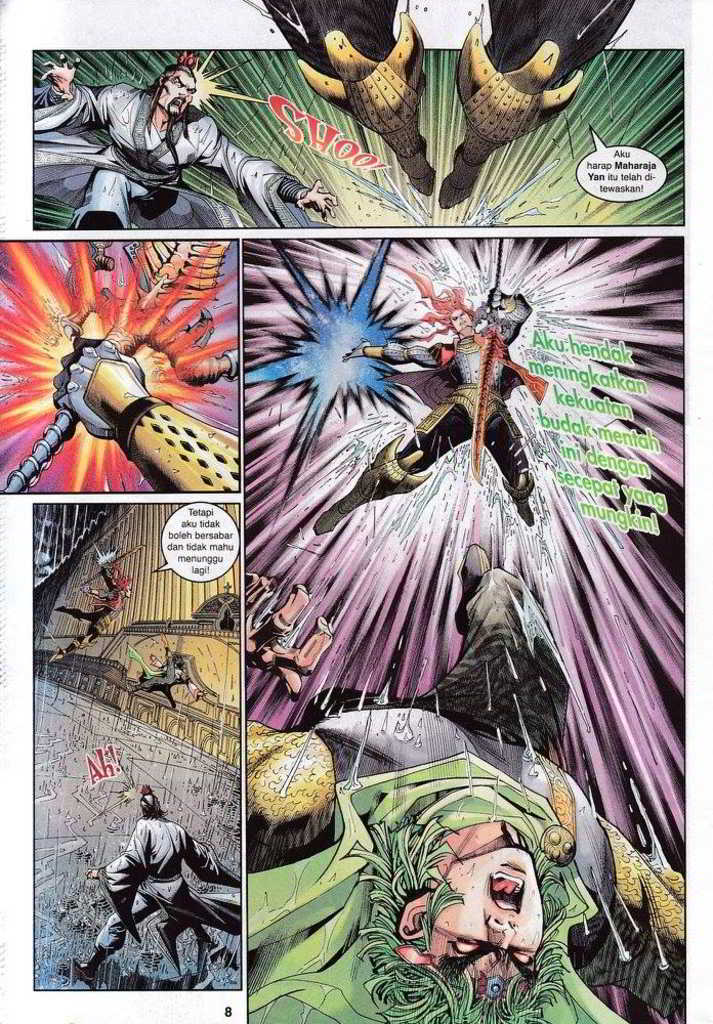 SHOO
Aku
harap Maharaja
Yan itu telah di-
tewaskan!
Aku hendak
meningkatkan
kekuatan
budak mentah
ini dengan
secepat yang
mungkin!
Tetapi
aku tidak
boleh bersabar
dan tidak mahu
menunggu
lagi!
Ah!
8